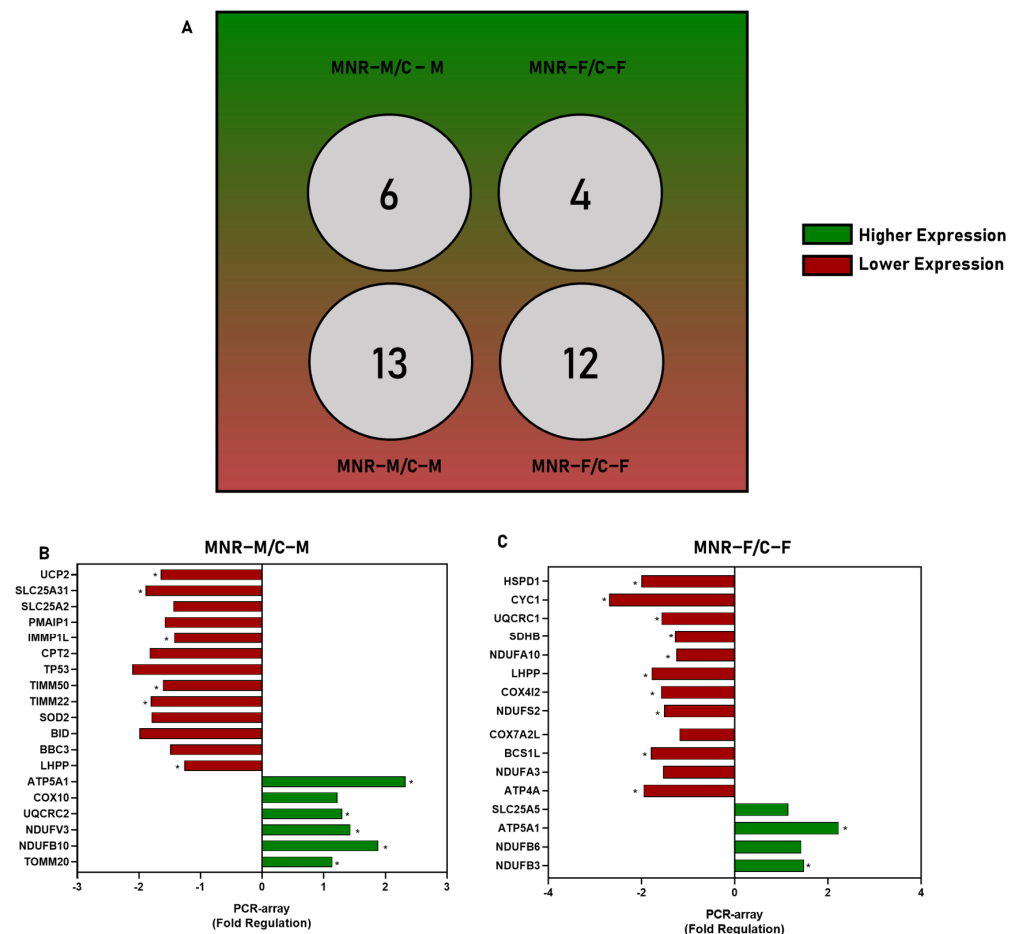 A
MNR–M/C – M
MNR–F/C–F
6
4
13
12
MNR–M/C–M
MNR–F/C–F
Higher Expression
Lower Expression
B
MNR–M/C–M
UCP2
*
SLC25A31
*
SLC25A2
PMAIP1
IMMP1L
*
CPT2
TP53
TIMM50
*
TIMM22
*
SOD2
BID
BBC3
LHPP
*
ATP5A1
*
COX10
UQCRC2
*
NDUFV3
*
NDUFB10
*
TOMM20
*
-3
-2
-1
0
1
2
3
PCR-array
(Fold Regulation)
C
MNR–F/C–F
HSPD1
*
CYC1
*
UQCRC1
*
SDHB
*
NDUFA10
*
LHPP
*
COX4I2
*
NDUFS2
*
COX7A2L
BCS1L
*
NDUFA3
ATP4A
*
SLC25A5
ATP5A1
*
NDUFB6
NDUFB3
*
-4
-2
0
2
4
PCR-array
(Fold Regulation)